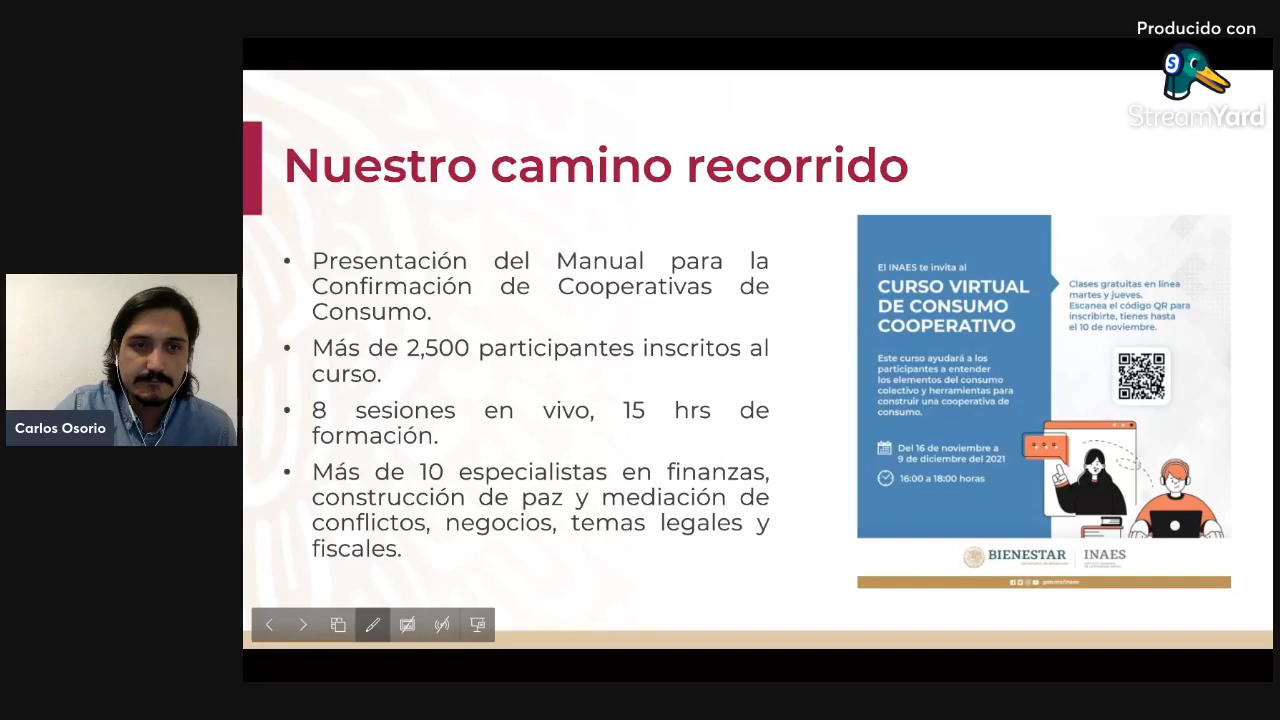 Producido con
StreamYard
Nuestro camino recorrido
• Presentación del Manual para la
Confirmación de Cooperativas de
Consumo.
• Más de 2,500 participantes inscritos al
curso.
• 8 sesiones en vivo, 15 hrs de
formación.
• Más de 10 especialistas en finanzas,
construcción de paz y mediación de
conflictos, negocios, temas legales y
fiscales.
El INAES te invita al
CURSO VIRTUAL
DE CONSUMO
COOPERATIVO
Este curso ayudará a los
participantes a entender
los elementos del consumo
colectivo y herramientas para
construir una cooperativa de
consumo.
Del 16 de noviembre a
9 de diciembre del 2021
16:00 a 18:00 horas
Clases gratuitas en línea
martes y jueves.
Escanea el código QR para
inscribirte, tienes hasta
el 10 de noviembre.
BIENESTAR
INAES
gob.mx/inaes
Carlos Osorio